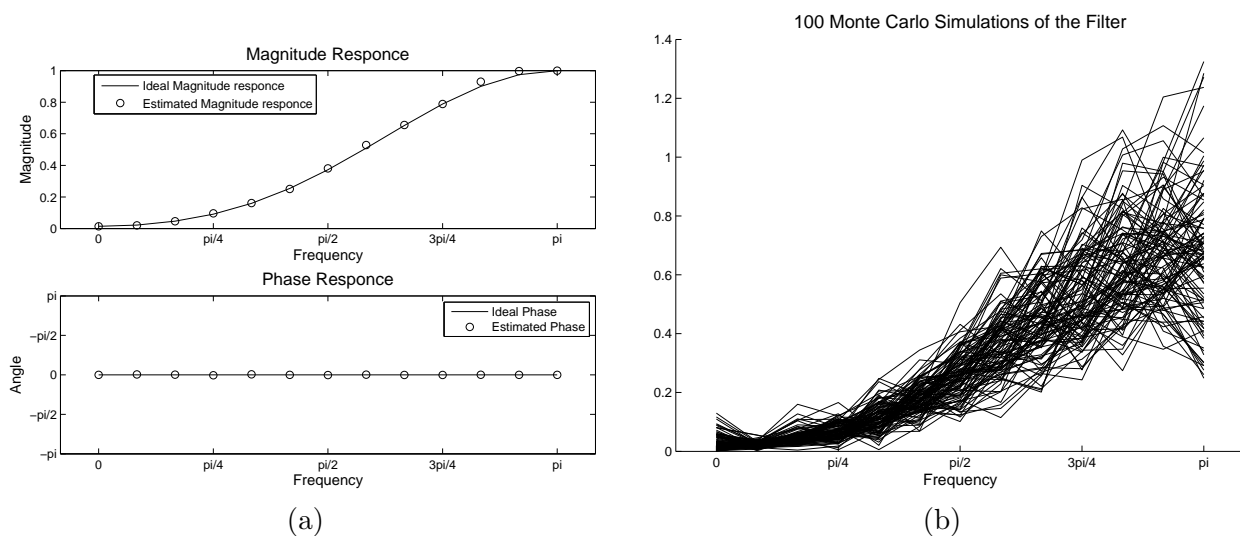 Magnitude Responce
1
0.8
0.6
0.4
0.2
0
Magnitude
Ideal Magnitude responce
Estimated Magnitude responce
0
pi/4
pi/2
3pi/4
pi
Frequency
Phase Responce
pi
−pi/2
0
−pi/2
−pi
Angle
Ideal Phase
Estimated Phase
0
pi/4
pi/2
3pi/4
pi
Frequency
(a)
100 Monte Carlo Simulations of the Filter
1.4
1.2
1
0.8
0.6
0.4
0.2
0
0
pi/4
pi/2
3pi/4
pi
Frequency
(b)